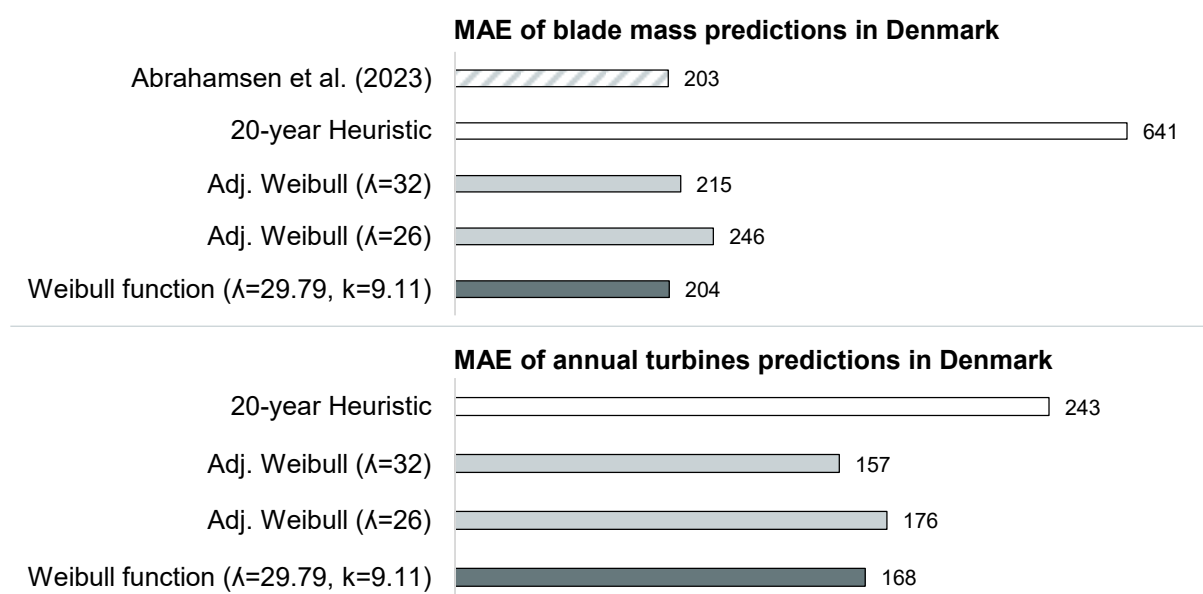 MAE of blade mass predictions in Denmark
Abrahamsen et al. (2023) 203
20-year Heuristic 641
Adj. Weibull (ʎ=32) 215
Adj. Weibull (ʎ=26) 246
Weibull function (ʎ=29.79, k=9.11) 204
MAE of annual turbines predictions in Denmark
20-year Heuristic 243
Adj. Weibull (ʎ=32) 157
Adj. Weibull (ʎ=26) 176
Weibull function (ʎ=29.79, k=9.11) 168